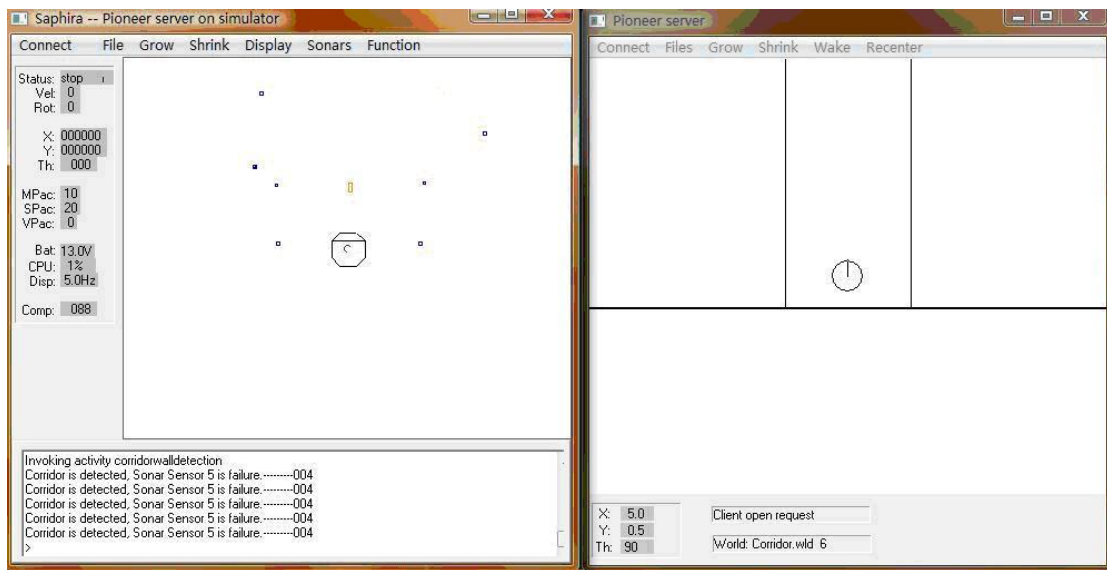 Saphira -- Pioneer server on simulator
Connect File Grow Shrink Display Sonars Function
Status: stop
Vel: 0
Rot: 0
X: 000000
Y: 000000
Th: 000
MPac: 10
SPac: 20
VPac: 0
Bat: 13.0V
CPU: 1%
Disp: 5.0Hz
Comp: 088
Invoking activity corridorwalldetection
Corridor is detected, Sonar Sensor 5 is failure.---------004
Corridor is detected, Sonar Sensor 5 is failure.---------004
Corridor is detected, Sonar Sensor 5 is failure.---------004
Corridor is detected, Sonar Sensor 5 is failure.---------004
Corridor is detected, Sonar Sensor 5 is failure.---------004
>
Pioneer server
Connect Files Grow Shrink Wake Recenter
X: 5.0
Y: 0.5
Th: 90
Client open request
World: Corridor.wld 6